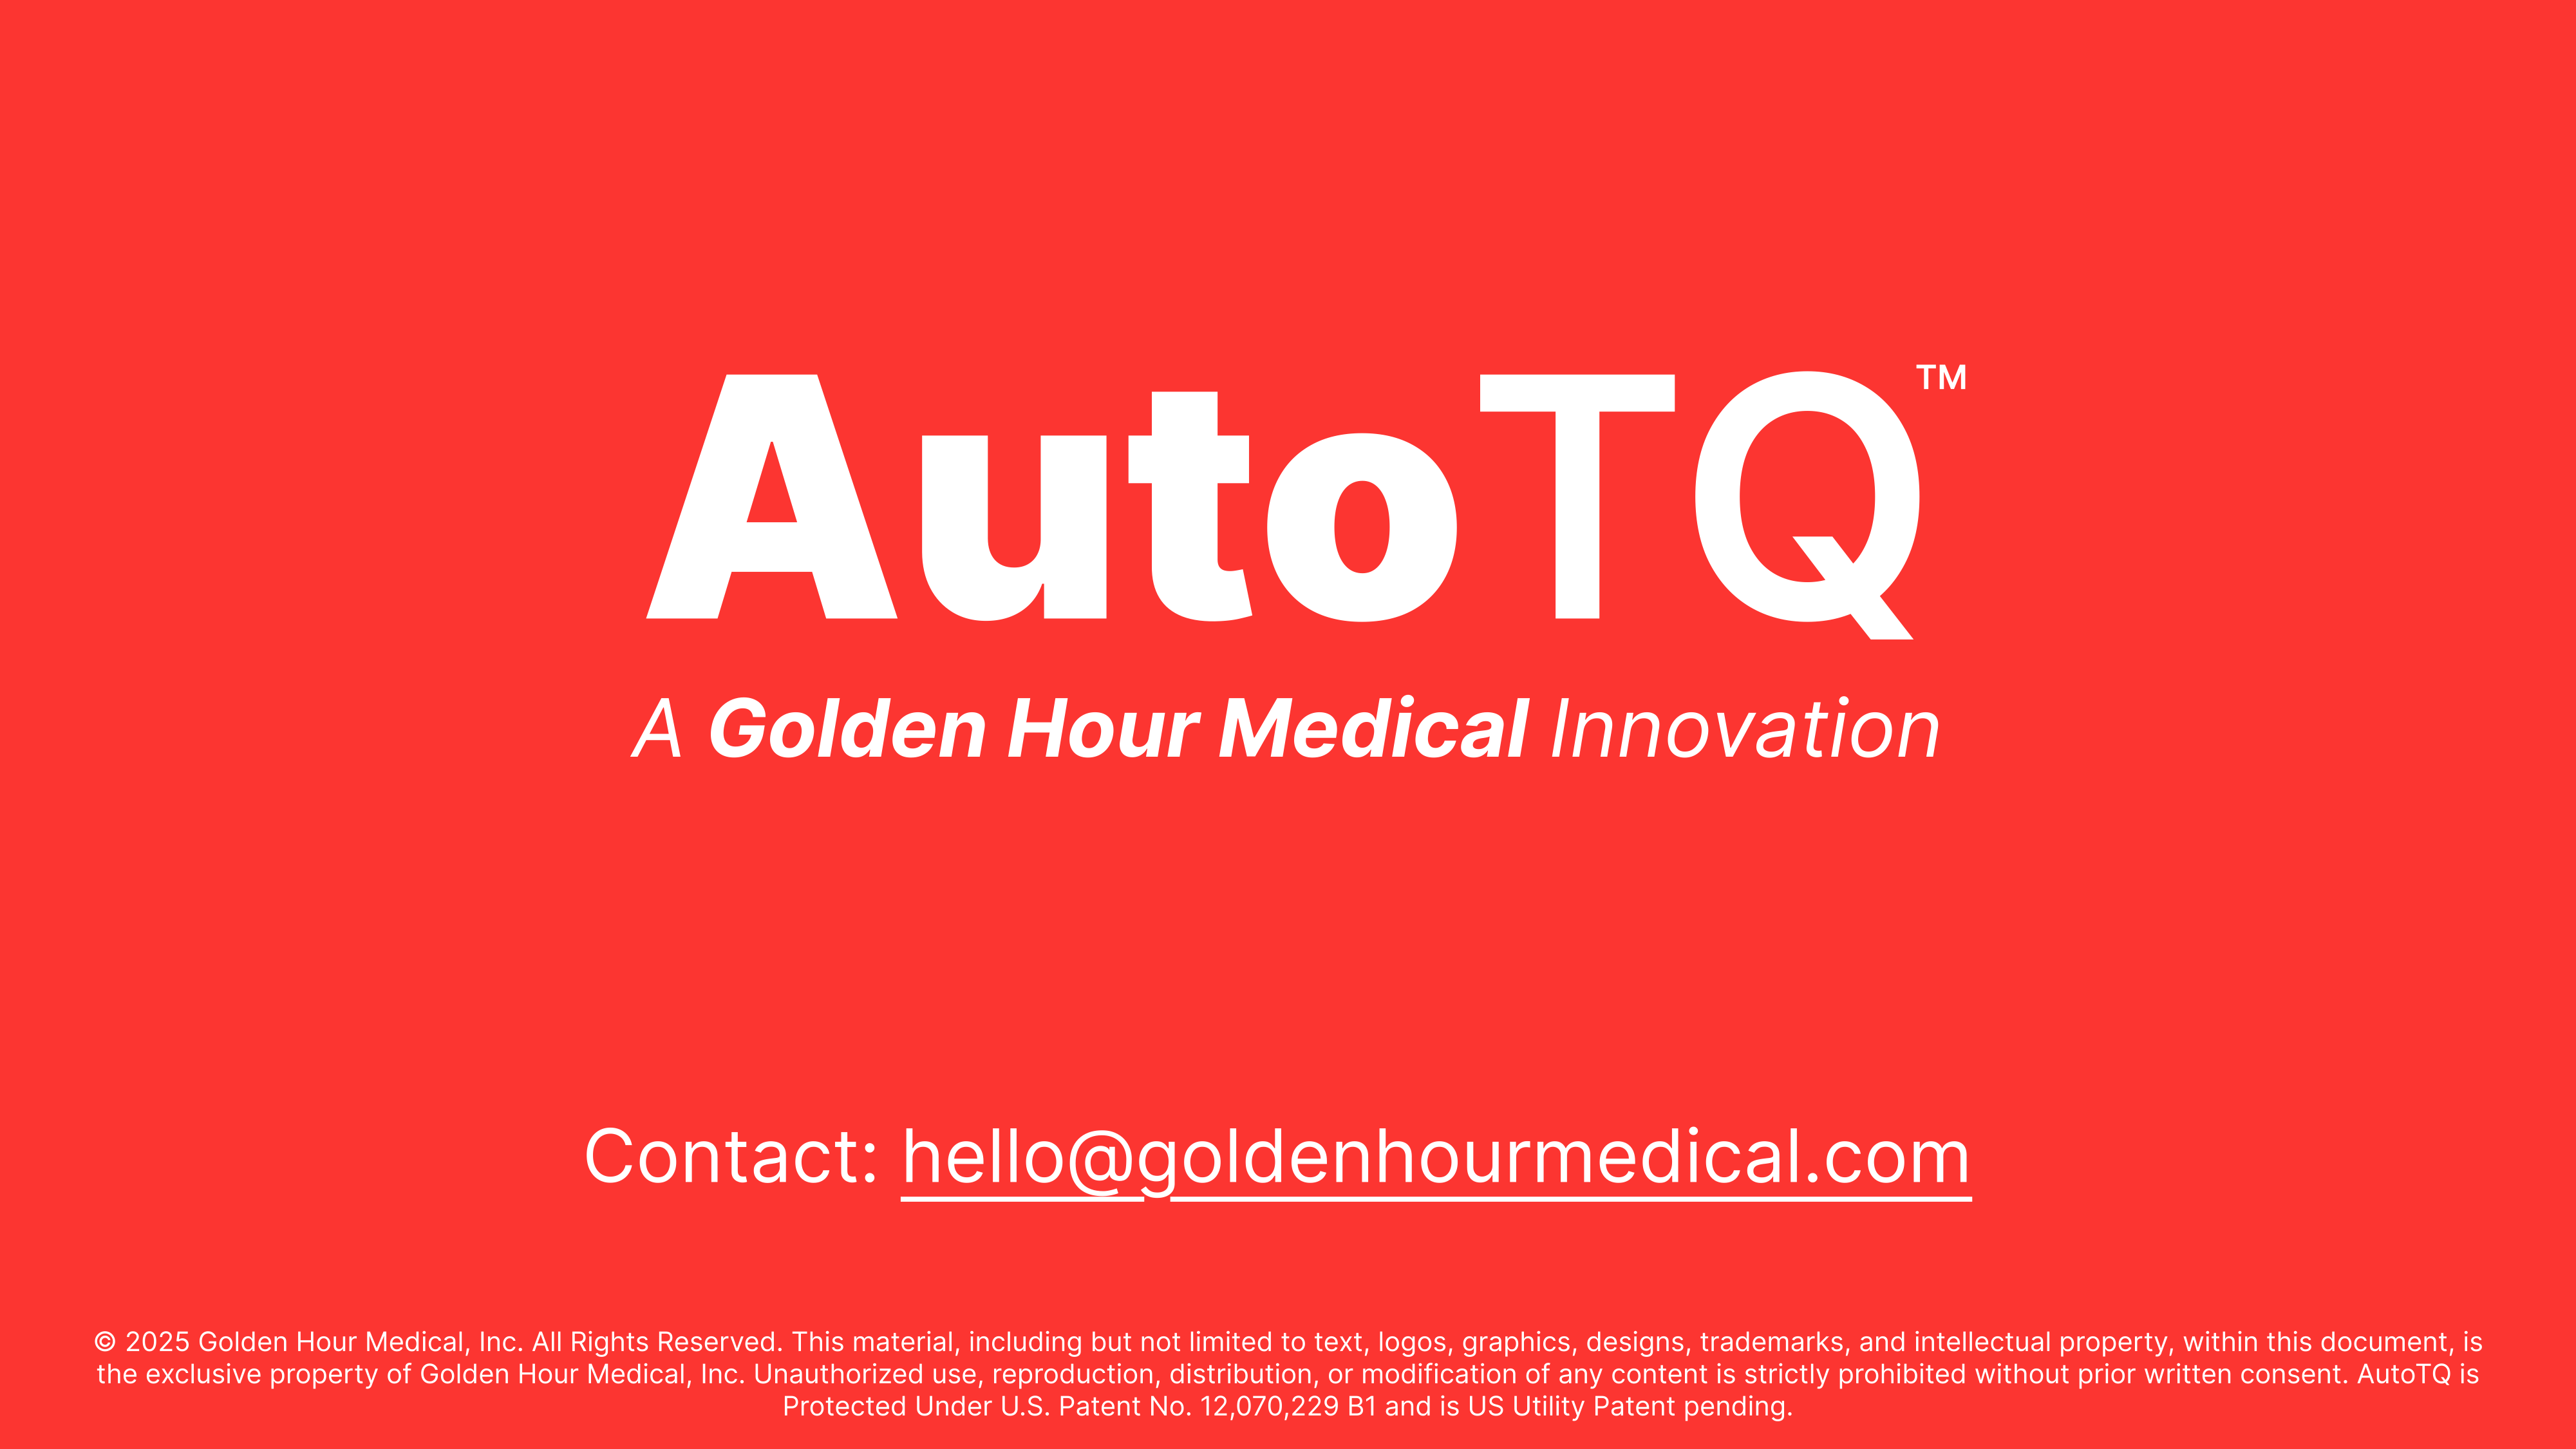 AutoTQ™
A Golden Hour Medical Innovation
Contact: hello@goldenhourmedical.com
© 2025 Golden Hour Medical, Inc. All Rights Reserved. This material, including but not limited to text, logos, graphics, designs, trademarks, and intellectual property, within this document, is
the exclusive property of Golden Hour Medical, Inc. Unauthorized use, reproduction, distribution, or modification of any content is strictly prohibited without prior written consent. AutoTQ is
Protected Under U.S. Patent No. 12,070,229 B1 and is US Utility Patent pending.